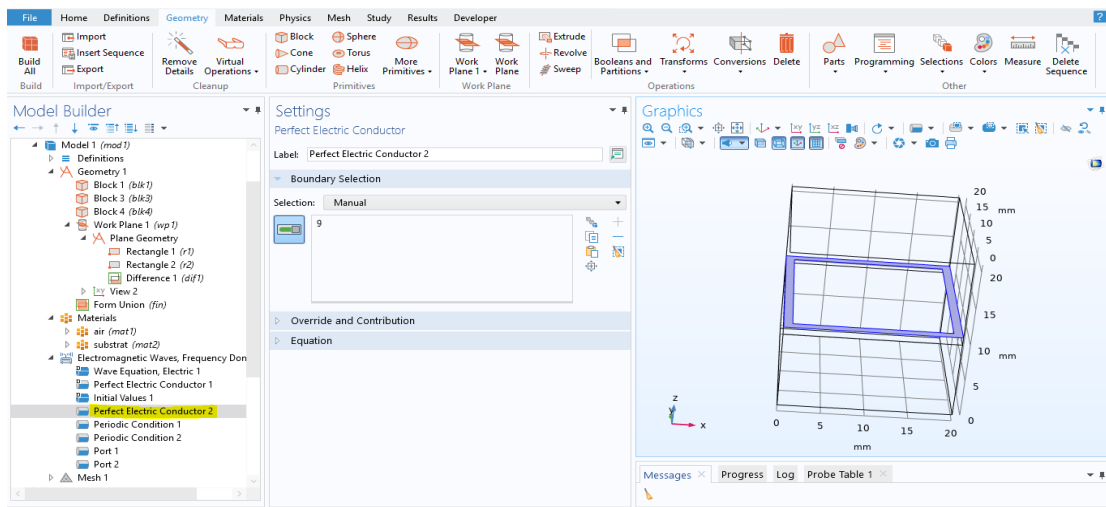 File Home Definitions Geometry Materials Physics Mesh Study Results Developer ?
Build All
Import
Insert Sequence
Export
Remove Details
Virtual Operations
Block
Cone
Cylinder
Sphere
Torus
Helix
More Primitives
Work Plane 1
Work Plane
Extrude
Revolve
Sweep
Booleans and Partitions
Transforms
Conversions
Delete
Parts
Programming
Selections
Colors
Measure
Delete Sequence
Build Import/Export Cleanup Primitives Work Plane Operations Other
Model Builder
Model 1 (mod1)
Definitions
Geometry 1
Block 1 (blk1)
Block 3 (blk3)
Block 4 (blk4)
Work Plane 1 (wp1)
Plane Geometry
Rectangle 1 (r1)
Rectangle 2 (r2)
Difference 1 (dif1)
xy View 2
Form Union (fin)
Materials
air (mat1)
substrat (mat2)
Electromagnetic Waves, Frequency Don
Wave Equation, Electric 1
Perfect Electric Conductor 1
Initial Values 1
Perfect Electric Conductor 2
Periodic Condition 1
Periodic Condition 2
Port 1
Port 2
Mesh 1
Settings
Perfect Electric Conductor
Label: Perfect Electric Conductor 2
Boundary Selection
Selection: Manual
9
Override and Contribution
Equation
Graphics
xy yz xz
20
15 mm
10
5
0
20
15
10 mm
5
0
z
y
x
0 5 10 15 20
mm
Messages Progress Log Probe Table 1